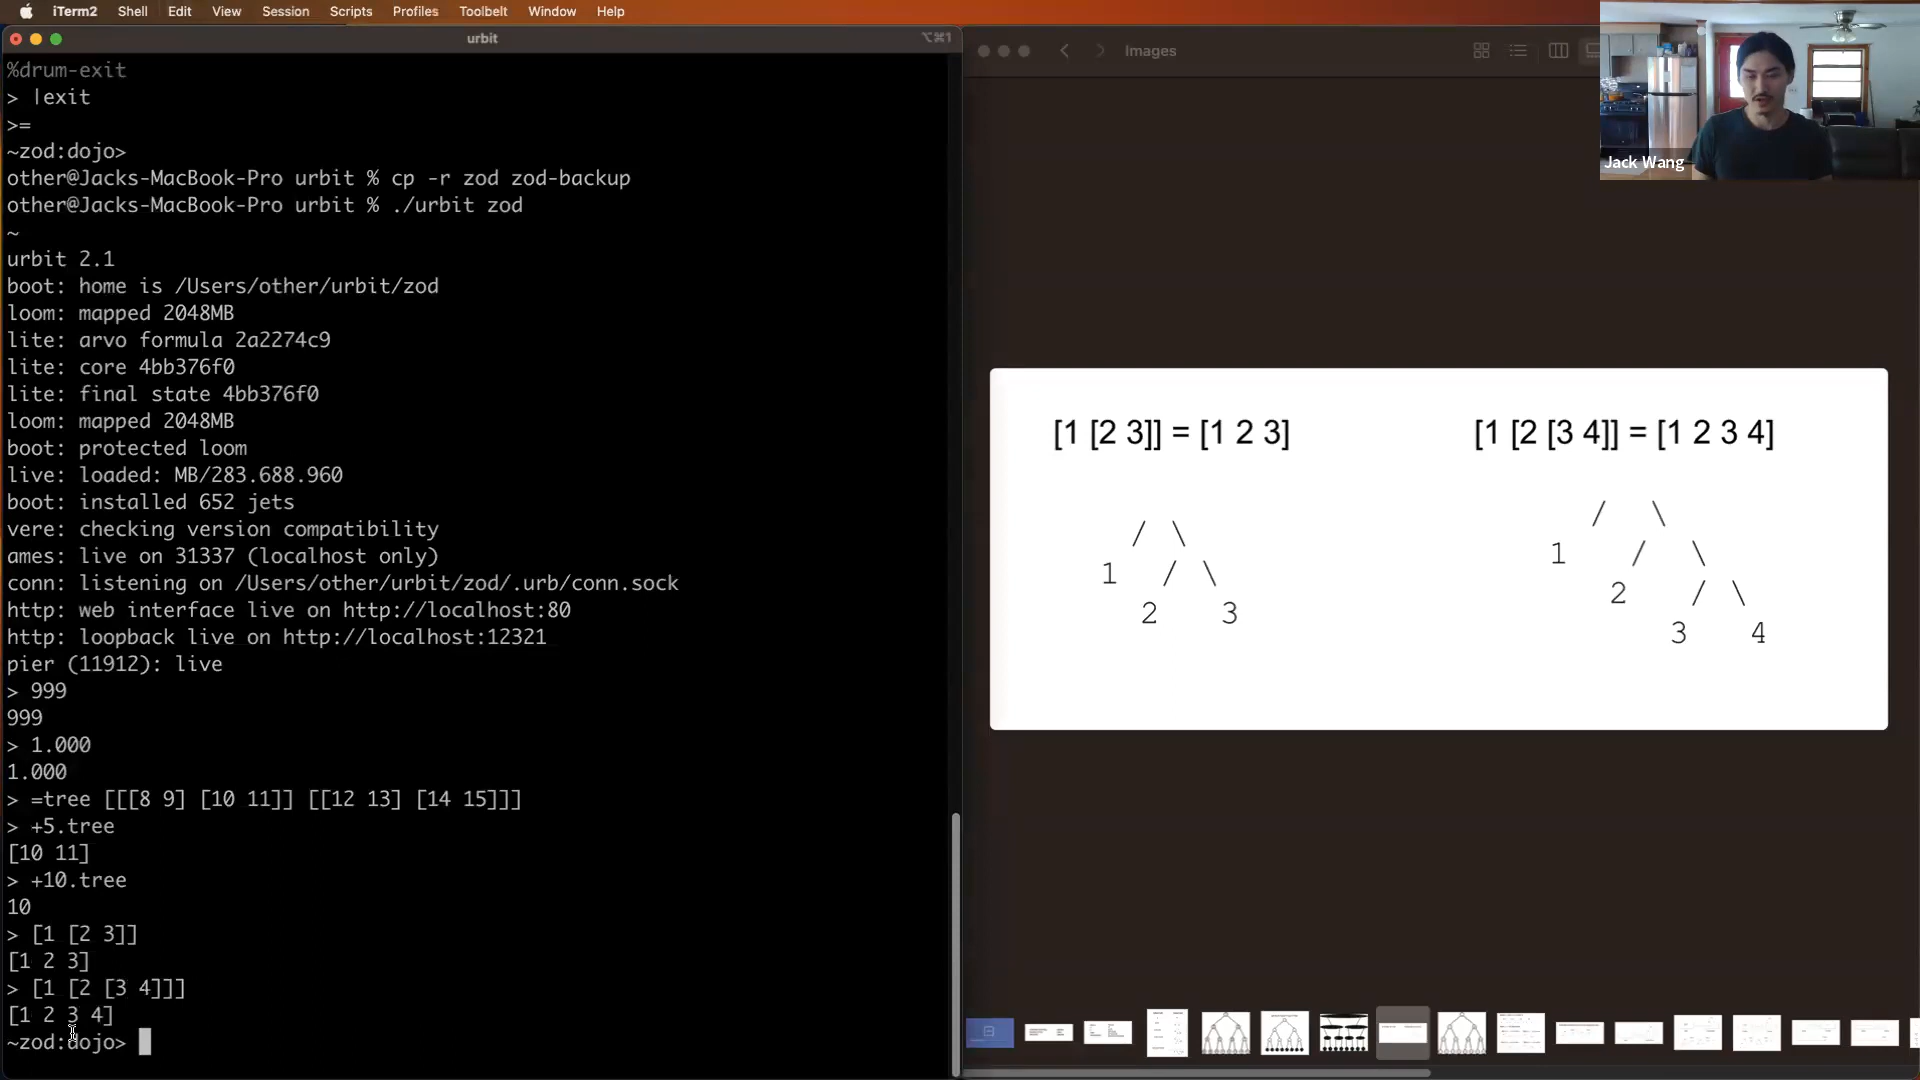 iTerm2 Shell Edit View Session Scripts Profiles Toolbelt Window Help
urbit
⌥⌘1
%drum-exit
> |exit
>=
~zod:dojo>
other@Jacks-MacBook-Pro urbit % cp -r zod zod-backup
other@Jacks-MacBook-Pro urbit % ./urbit zod
~
urbit 2.1
boot: home is /Users/other/urbit/zod
loom: mapped 2048MB
lite: arvo formula 2a2274c9
lite: core 4bb376f0
lite: final state 4bb376f0
loom: mapped 2048MB
boot: protected loom
live: loaded: MB/283.688.960
boot: installed 652 jets
vere: checking version compatibility
ames: live on 31337 (localhost only)
conn: listening on /Users/other/urbit/zod/.urb/conn.sock
http: web interface live on http://localhost:80
http: loopback live on http://localhost:12321
pier (11912): live
> 999
999
> 1.000
1.000
> =tree [[[8 9] [10 11]] [[12 13] [14 15]]]
> +5.tree
[10 11]
> +10.tree
10
> [1 [2 3]]
[1 2 3]
> [1 [2 [3 4]]]
[1 2 3 4]
~zod:dojo>
Images
Jack Wang
[1 [2 3]] = [1 2 3]
/ \
1 / \
2 3
[1 [2 [3 4]] = [1 2 3 4]
/ \
1 / \
2 / \
3 4